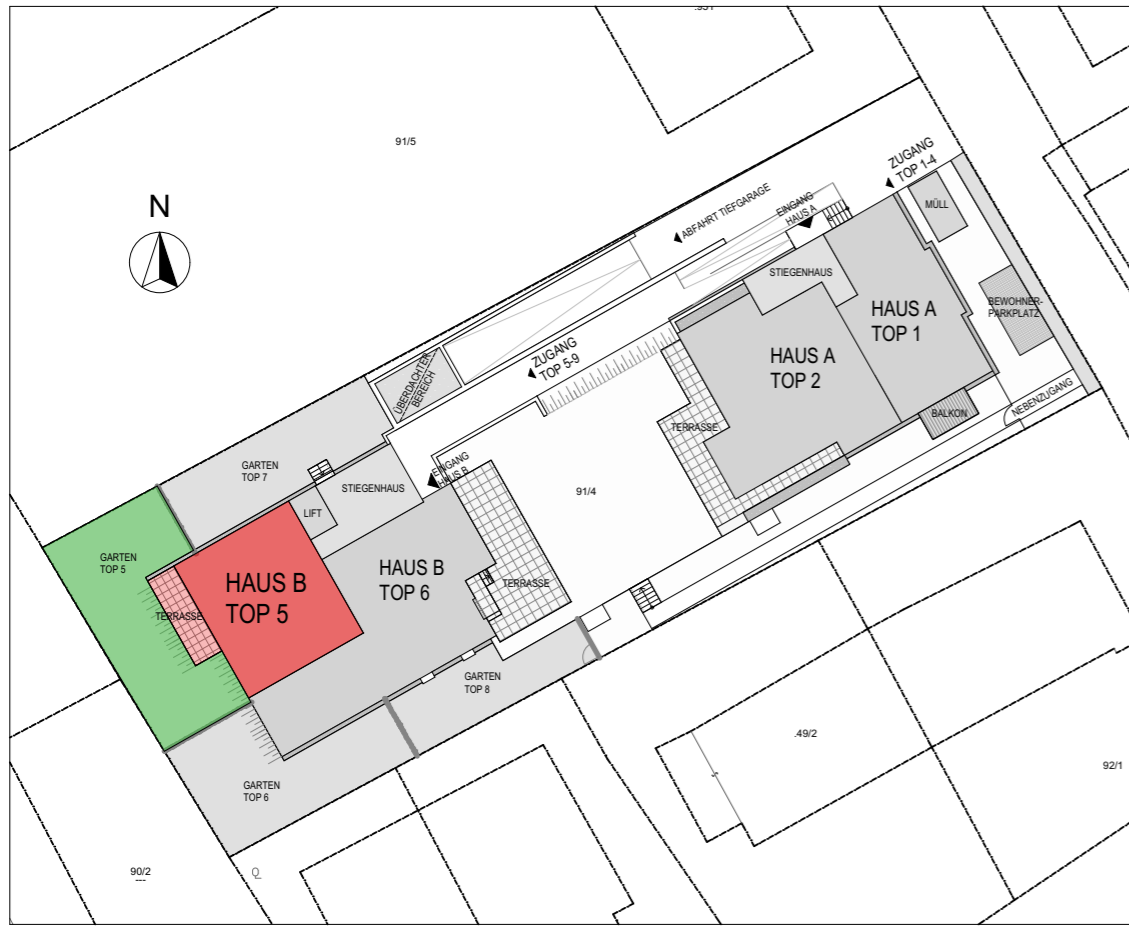 91/5
N
ZUGANG
TOP 1-4
MÜLL
ABFAHRT TIEFGARAGE
EINGANG
HAUS A
STIEGENHAUS
BEWOHNER-
PARKPLATZ
HAUS A
TOP 1
HAUS A
TOP 2
ZUGANG
TOP 5-9
ÜBERDACHTER
BEREICH
NEBENZUGANG
BALKON
TERRASSE
EINGANG
HAUS B
GARTEN
TOP 7
STIEGENHAUS
91/4
LIFT
GARTEN
TOP 5
HAUS B
TOP 6
HAUS B
TOP 5
TERRASSE
TERRASSE
GARTEN
TOP 8
.49/2
92/1
GARTEN
TOP 6
90/2